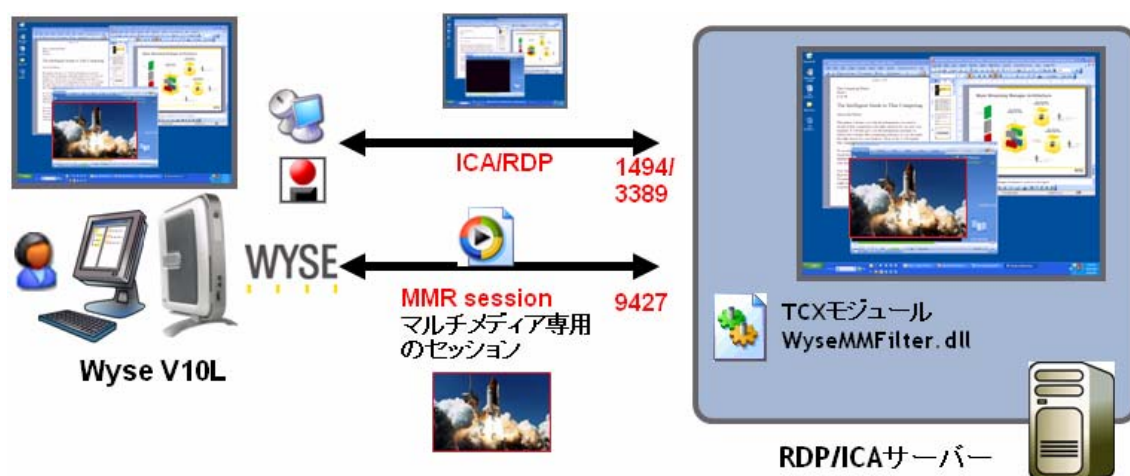 ICA/RDP
1494/
3389
WYSE
MMR session
9427
マルチメディア専用
のセッション
Wyse V10L
TCXモジュール
WyseMMFilter.dll
RDP/ICAサーバー